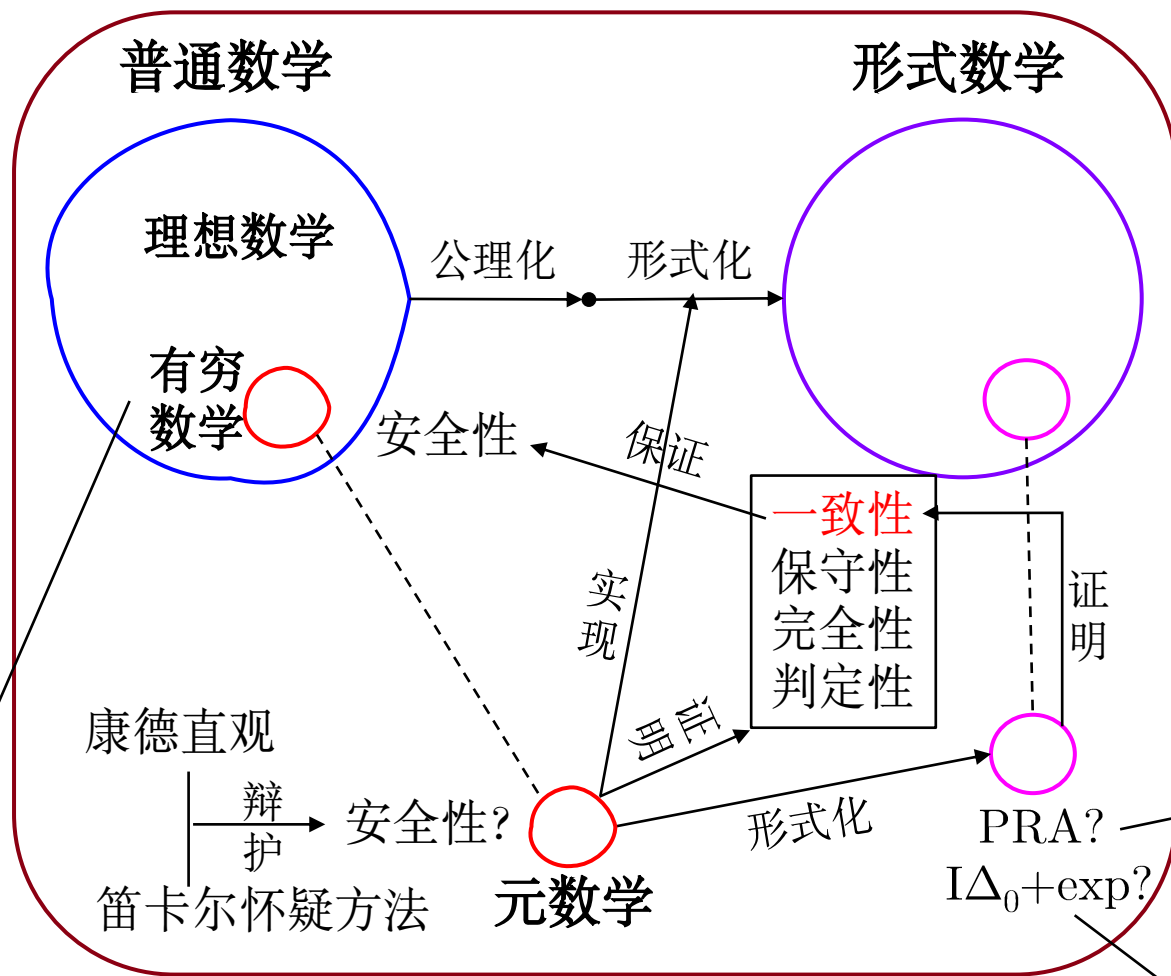 普通数学
形式数学
理想数学
公理化
形式化
有穷
数学
安全性
保证
一致性
保守性
完全性
判定性
实现
证明
证明
康德直观
辩护
安全性?
形式化
PRA?
IΔ₀+exp?
笛卡尔怀疑方法
元数学